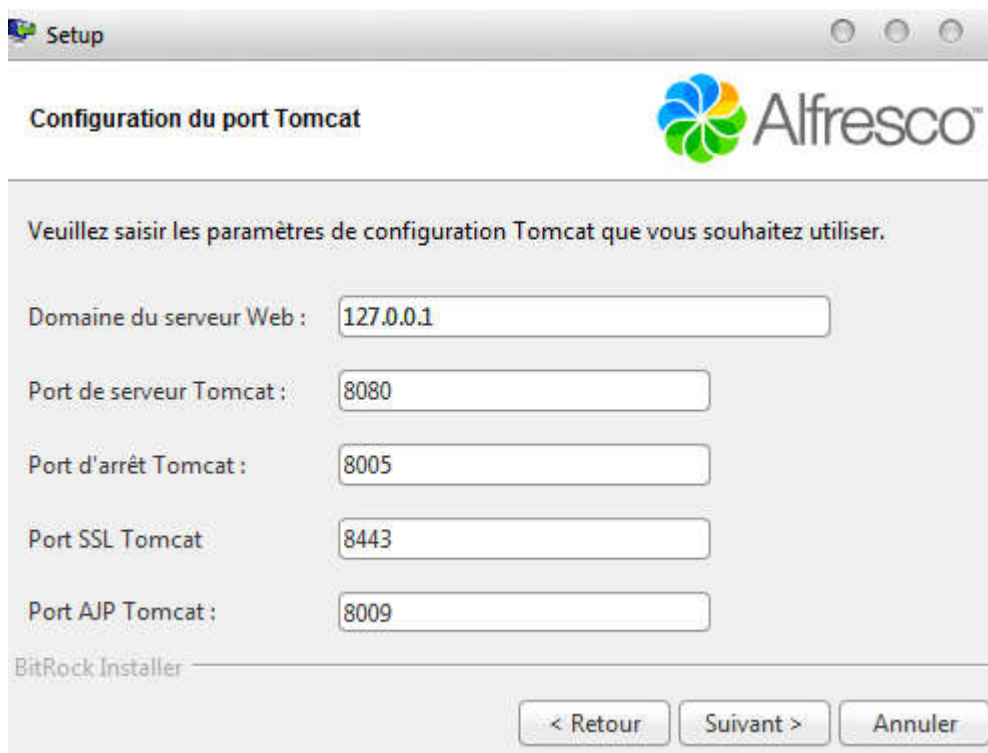 Setup
Configuration du port Tomcat
Alfresco™
Veuillez saisir les paramètres de configuration Tomcat que vous souhaitez utiliser.
Domaine du serveur Web : 127.0.0.1
Port de serveur Tomcat : 8080
Port d'arrêt Tomcat : 8005
Port SSL Tomcat 8443
Port AJP Tomcat : 8009
BitRock Installer
< Retour Suivant > Annuler